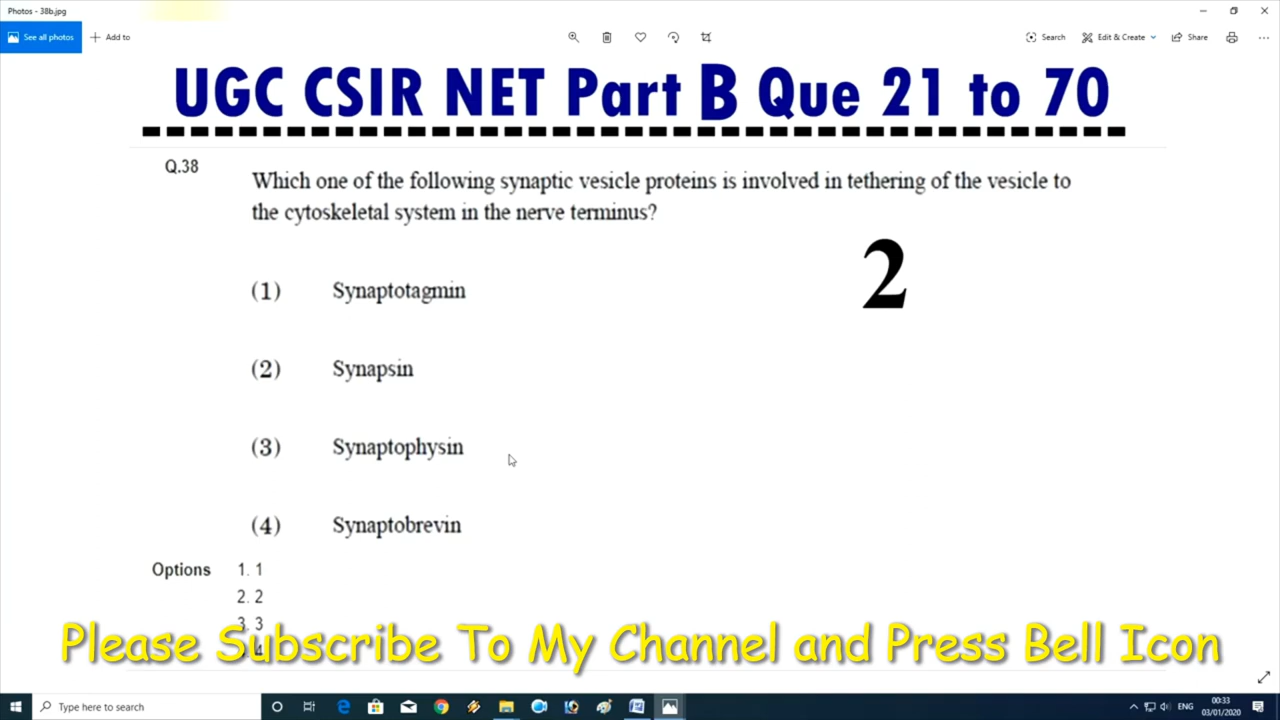 Photos - 38b.jpg
See all photos
Add to
Search
Edit & Create
Share
UGC CSIR NET Part B Que 21 to 70
Q.38
Which one of the following synaptic vesicle proteins is involved in tethering of the vesicle to
the cytoskeletal system in the nerve terminus?
2
(1) Synaptotagmin
(2) Synapsin
(3) Synaptophysin
(4) Synaptobrevin
Options 1. 1
2. 2
3. 3
4
Please Subscribe To My Channel and Press Bell Icon
Type here to search
ENG
00:33
03/01/2020